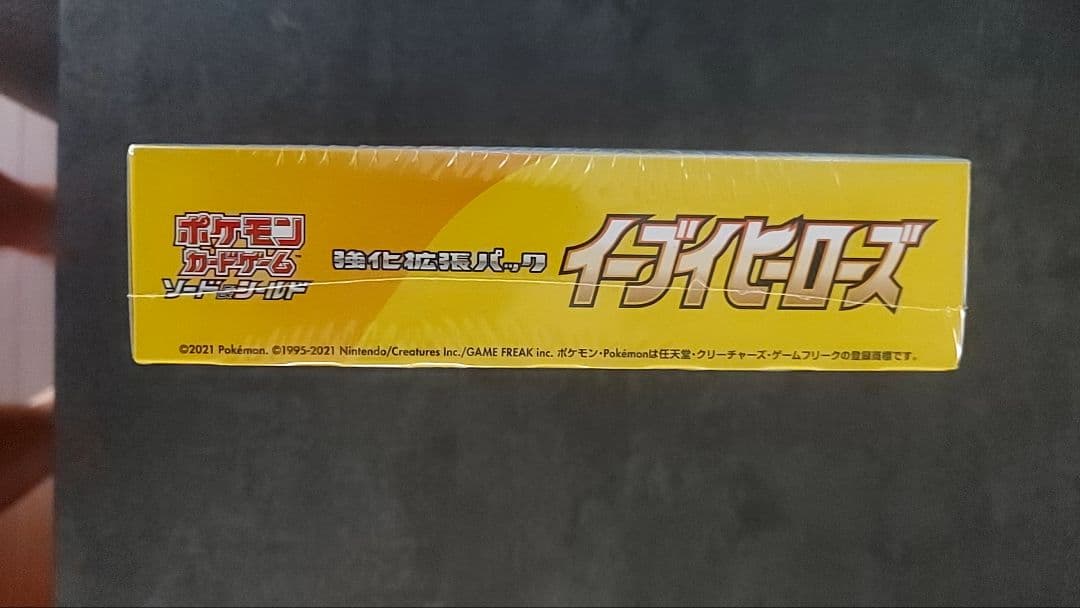 ポケモン
カードゲーム™
ソード&シールド
強化拡張パック
イーブイヒーローズ
©2021 Pokémon. ©1995-2021 Nintendo/Creatures Inc./GAME FREAK inc. ポケモン・Pokémonは任天堂・クリーチャーズ・ゲームフリークの登録商標です。